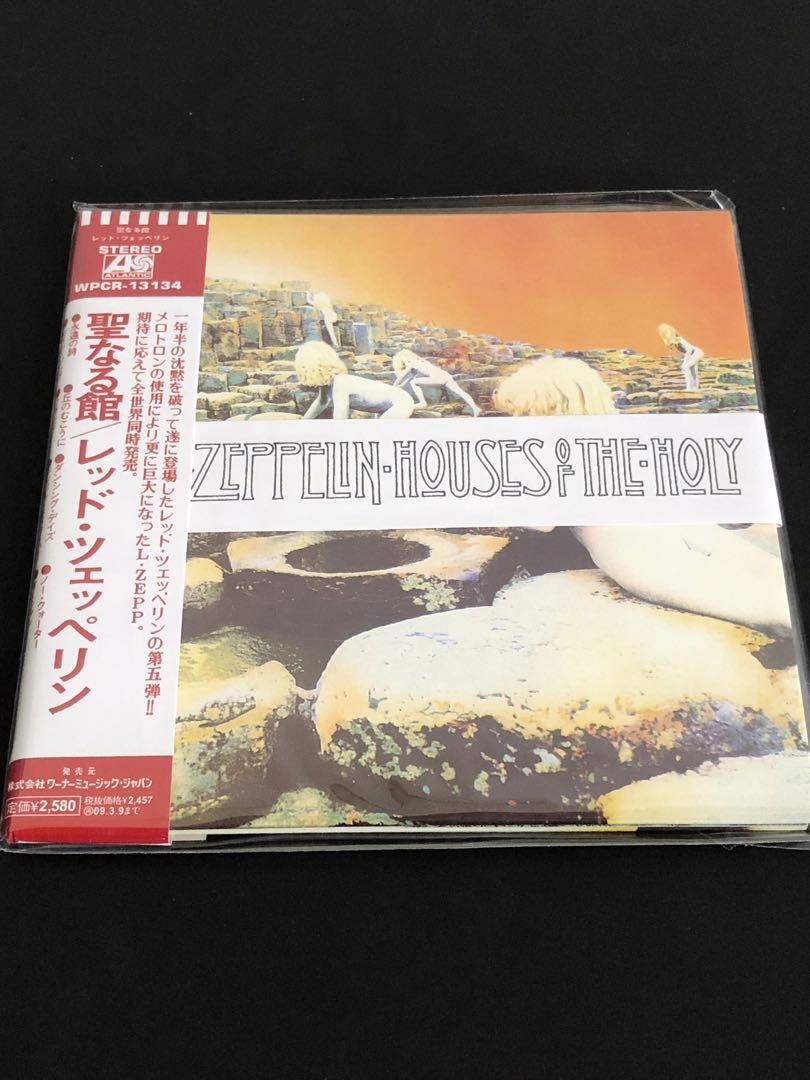 聖なる館
レッド・ツェッペリン
STEREO
ATLANTIC
WPCR-13134
聖なる館/レッド・ツェッペリン
●永遠の詩
●丘のむこうに
●ダンシング・デイズ
●ノー・クォーター
一年半の沈黙を破って遂に登場したレッド・ツェッペリンの第五弾!!
メロトロンの使用により更に巨大になったL・ZEPP。
期待に応えて全世界同時発売。
ZEPPELIN・HOUSES OF THE・HOLY
発売元
株式会社ワーナーミュージック・ジャパン
定価¥2,580
税抜価格¥2,457
09.3.9まで